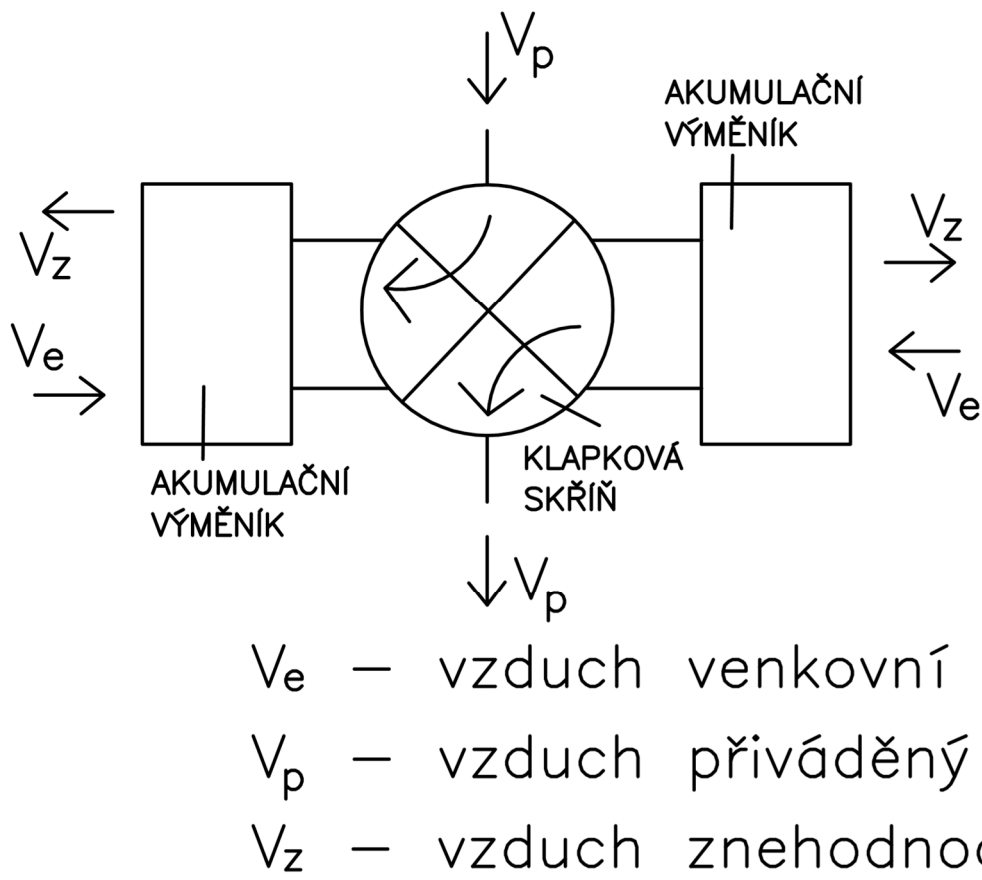 Vp
AKUMULAČNÍ
VÝMĚNÍK
Vz
Vz
Ve
Ve
KLAPKOVÁ
SKŘÍŇ
AKUMULAČNÍ
VÝMĚNÍK
Vp
Ve – vzduch venkovní
Vp – vzduch přiváděný
Vz – vzduch